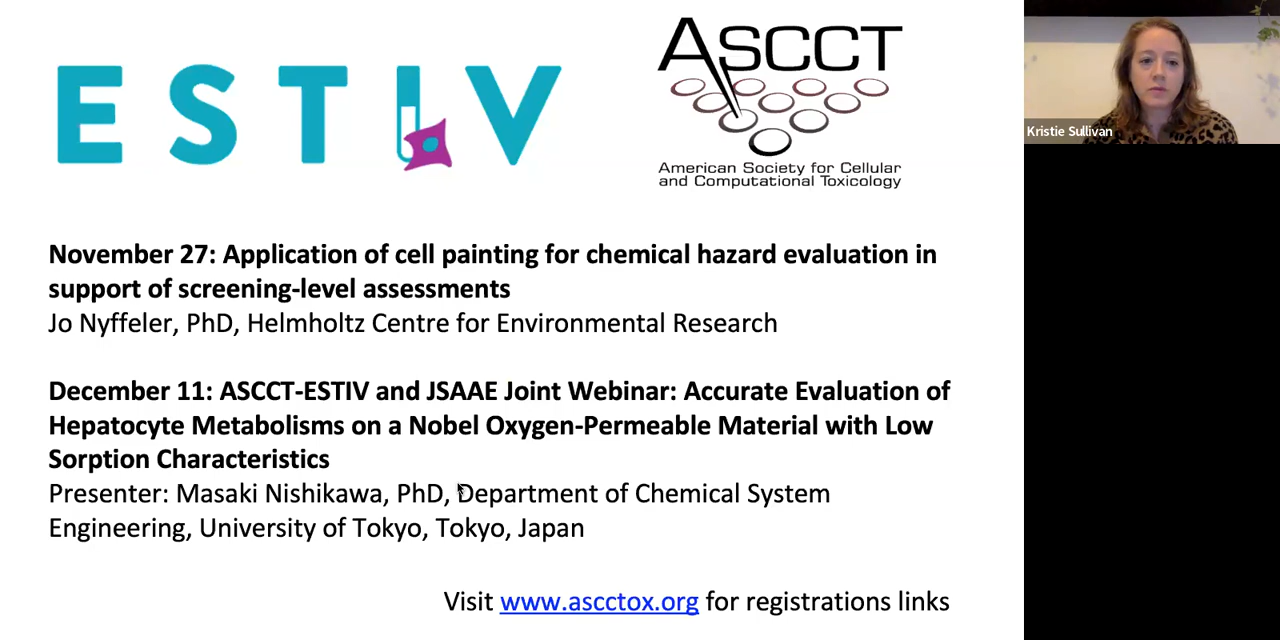 ESTIV
ASCCT
American Society for Cellular
and Computational Toxicology
Kristie Sullivan
November 27: Application of cell painting for chemical hazard evaluation in
support of screening-level assessments
Jo Nyffeler, PhD, Helmholtz Centre for Environmental Research
December 11: ASCCT-ESTIV and JSAAE Joint Webinar: Accurate Evaluation of
Hepatocyte Metabolisms on a Nobel Oxygen-Permeable Material with Low
Sorption Characteristics
Presenter: Masaki Nishikawa, PhD, Department of Chemical System
Engineering, University of Tokyo, Tokyo, Japan
Visit www.ascctox.org for registrations links